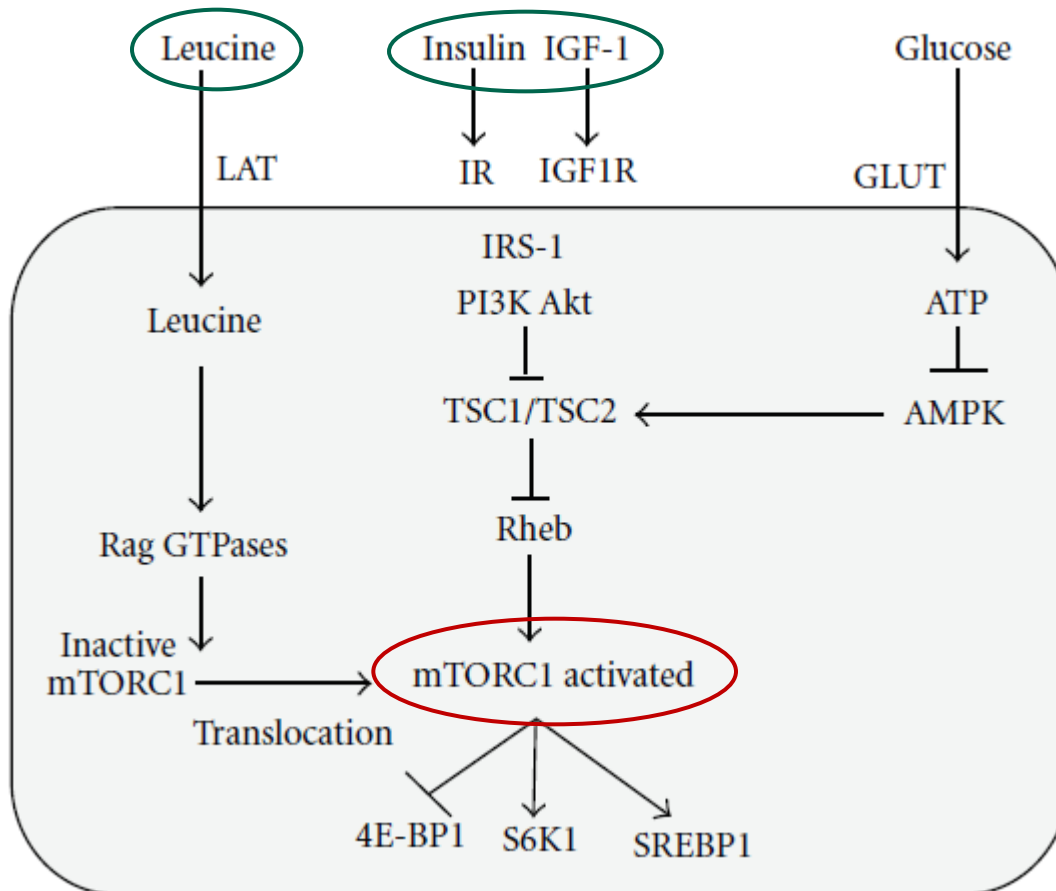 Leucine
Insulin IGF-1
Glucose
LAT
IR
IGF1R
GLUT
IRS-1
Leucine
PI3K Akt
ATP
TSC1/TSC2
AMPK
Rag GTPases
Rheb
Inactive
mTORC1
mTORC1 activated
Translocation
4E-BP1
S6K1
SREBP1